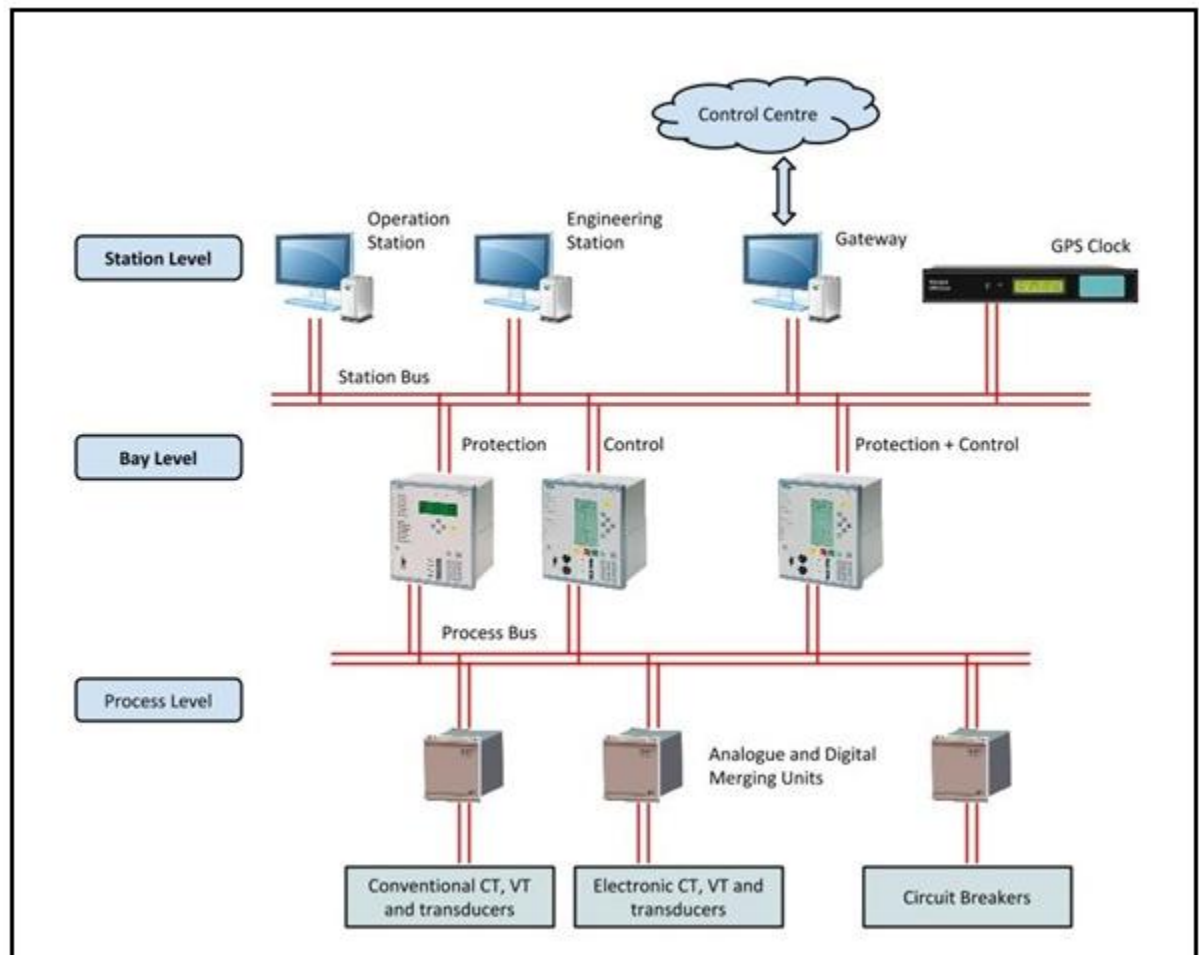 Control Centre
Operation
Station
Engineering
Station
Gateway
GPS Clock
Station Level
Station Bus
Protection
Control
Protection + Control
Bay Level
Process Bus
Process Level
Analogue and Digital
Merging Units
Conventional CT, VT
and transducers
Electronic CT, VT and
transducers
Circuit Breakers